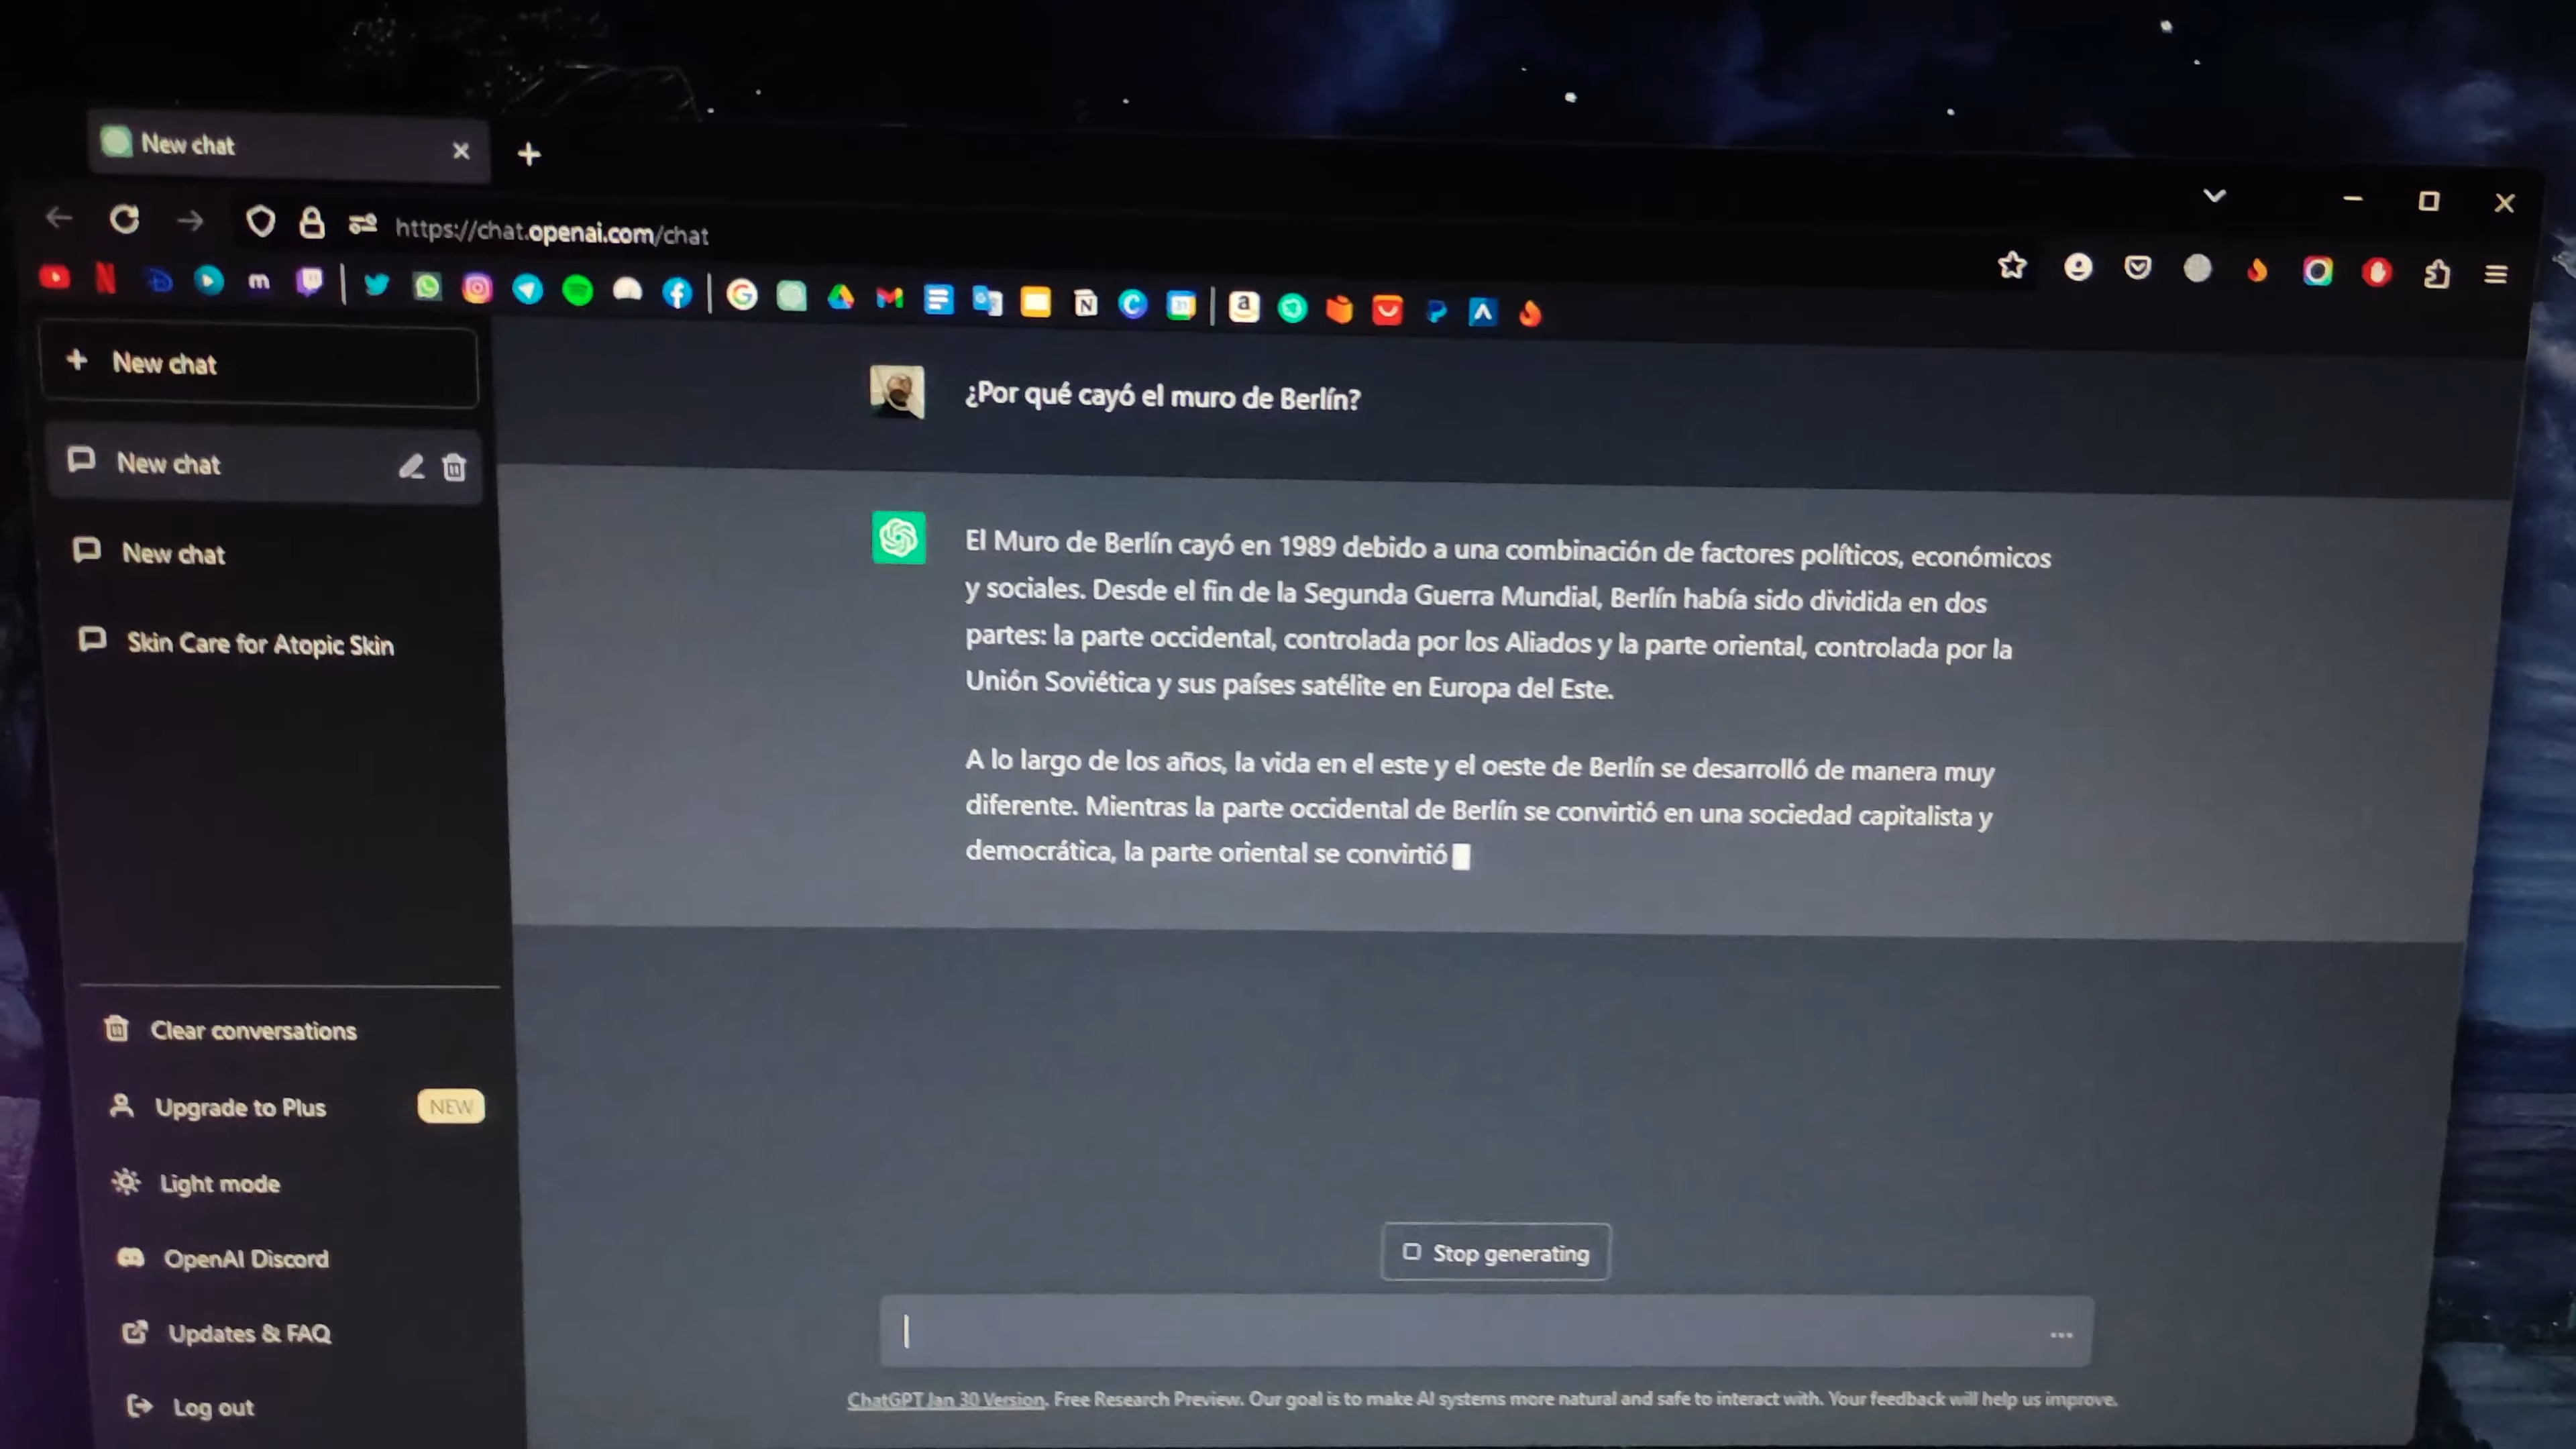 New chat
https://chat.openai.com/chat
New chat
New chat
New chat
Skin Care for Atopic Skin
Clear conversations
Upgrade to Plus NEW
Light mode
OpenAI Discord
Updates & FAQ
Log out
¿Por qué cayó el muro de Berlín?
El Muro de Berlín cayó en 1989 debido a una combinación de factores políticos, económicos
y sociales. Desde el fin de la Segunda Guerra Mundial, Berlín había sido dividida en dos
partes: la parte occidental, controlada por los Aliados y la parte oriental, controlada por la
Unión Soviética y sus países satélite en Europa del Este.
A lo largo de los años, la vida en el este y el oeste de Berlín se desarrolló de manera muy
diferente. Mientras la parte occidental de Berlín se convirtió en una sociedad capitalista y
democrática, la parte oriental se convirtió
Stop generating
ChatGPT Jan 30 Version. Free Research Preview. Our goal is to make AI systems more natural and safe to interact with. Your feedback will help us improve.